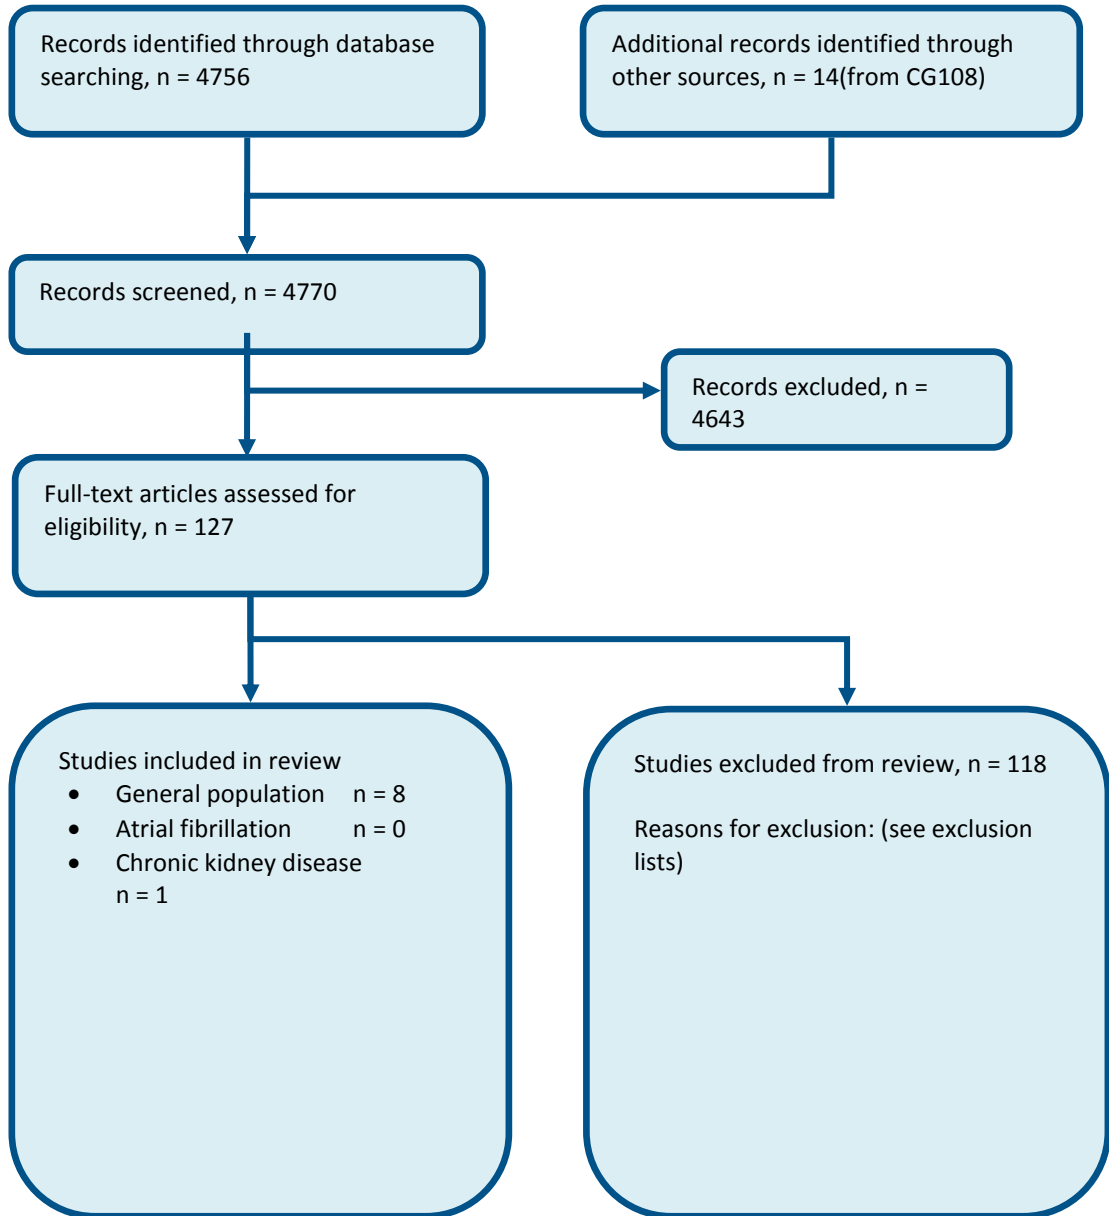 Records identified through database
searching, n = 4756
Additional records identified through
other sources, n = 14(from CG108)
Records screened, n = 4770
Records excluded, n =
4643
Full-text articles assessed for
eligibility, n = 127
Studies included in review
• General population n = 8
• Atrial fibrillation n = 0
• Chronic kidney disease
n = 1
Studies excluded from review, n = 118
Reasons for exclusion: (see exclusion
lists)